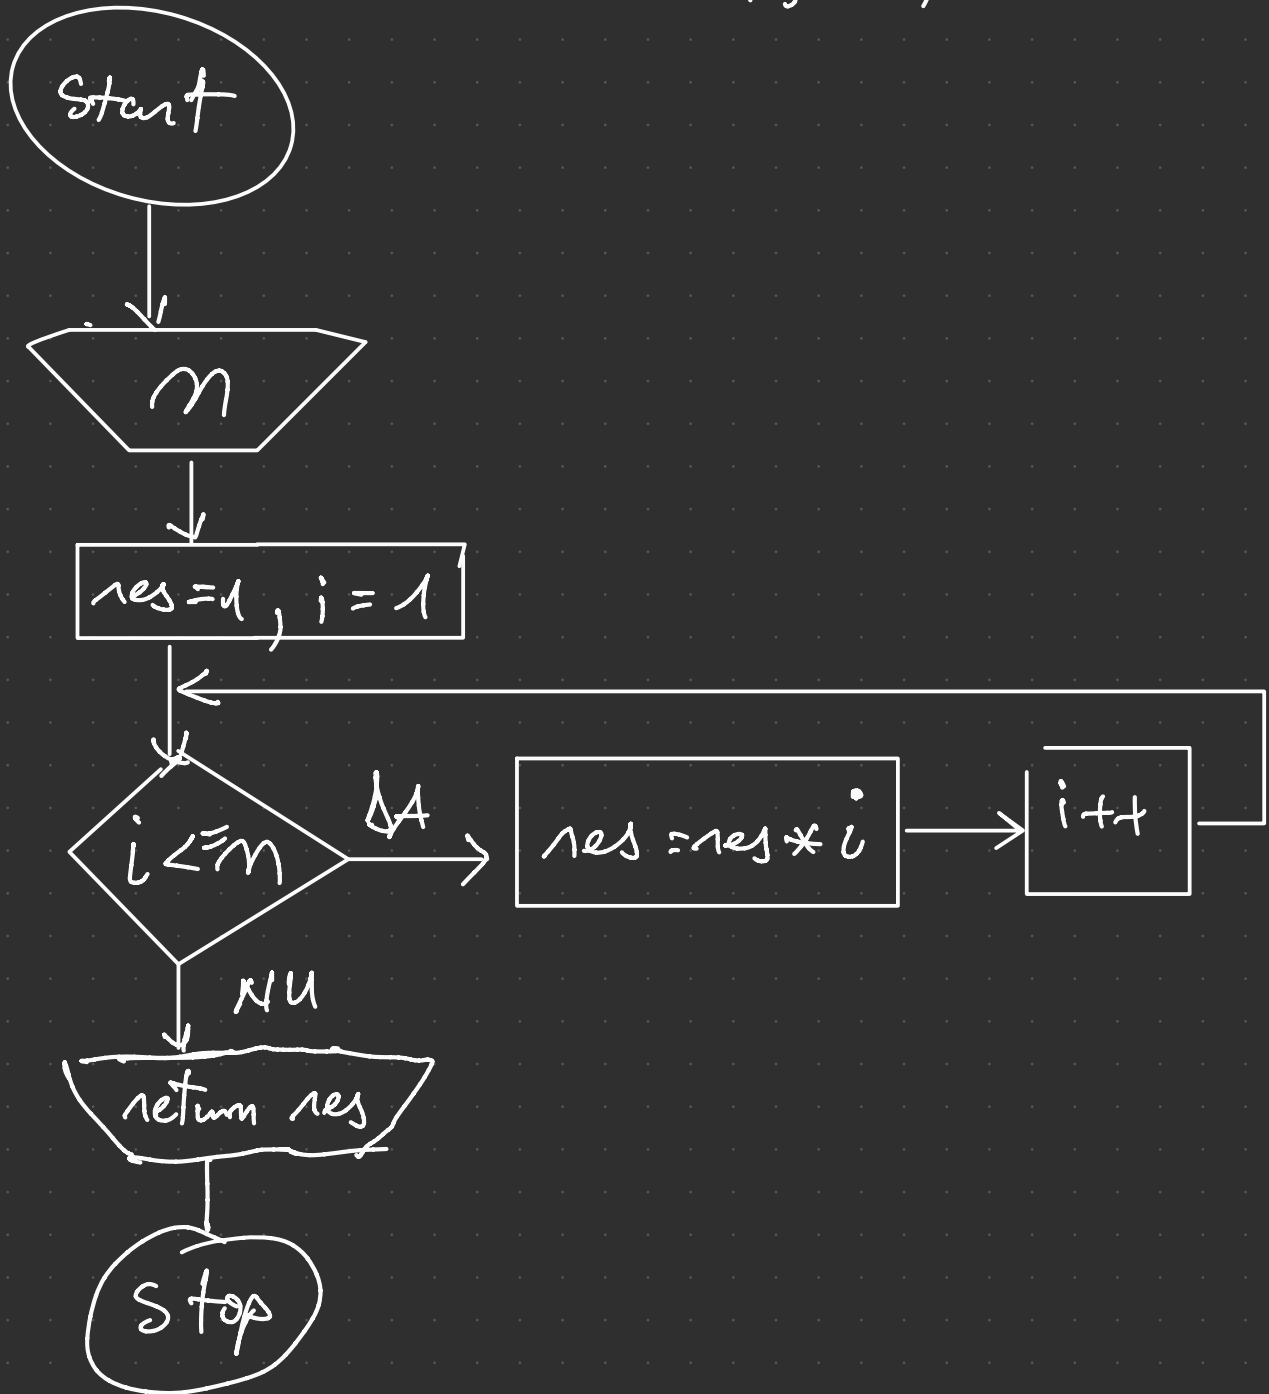 Start
n
res=1, i=1
i<=n
DA
res=res*i
i++
NU
return res
Stop